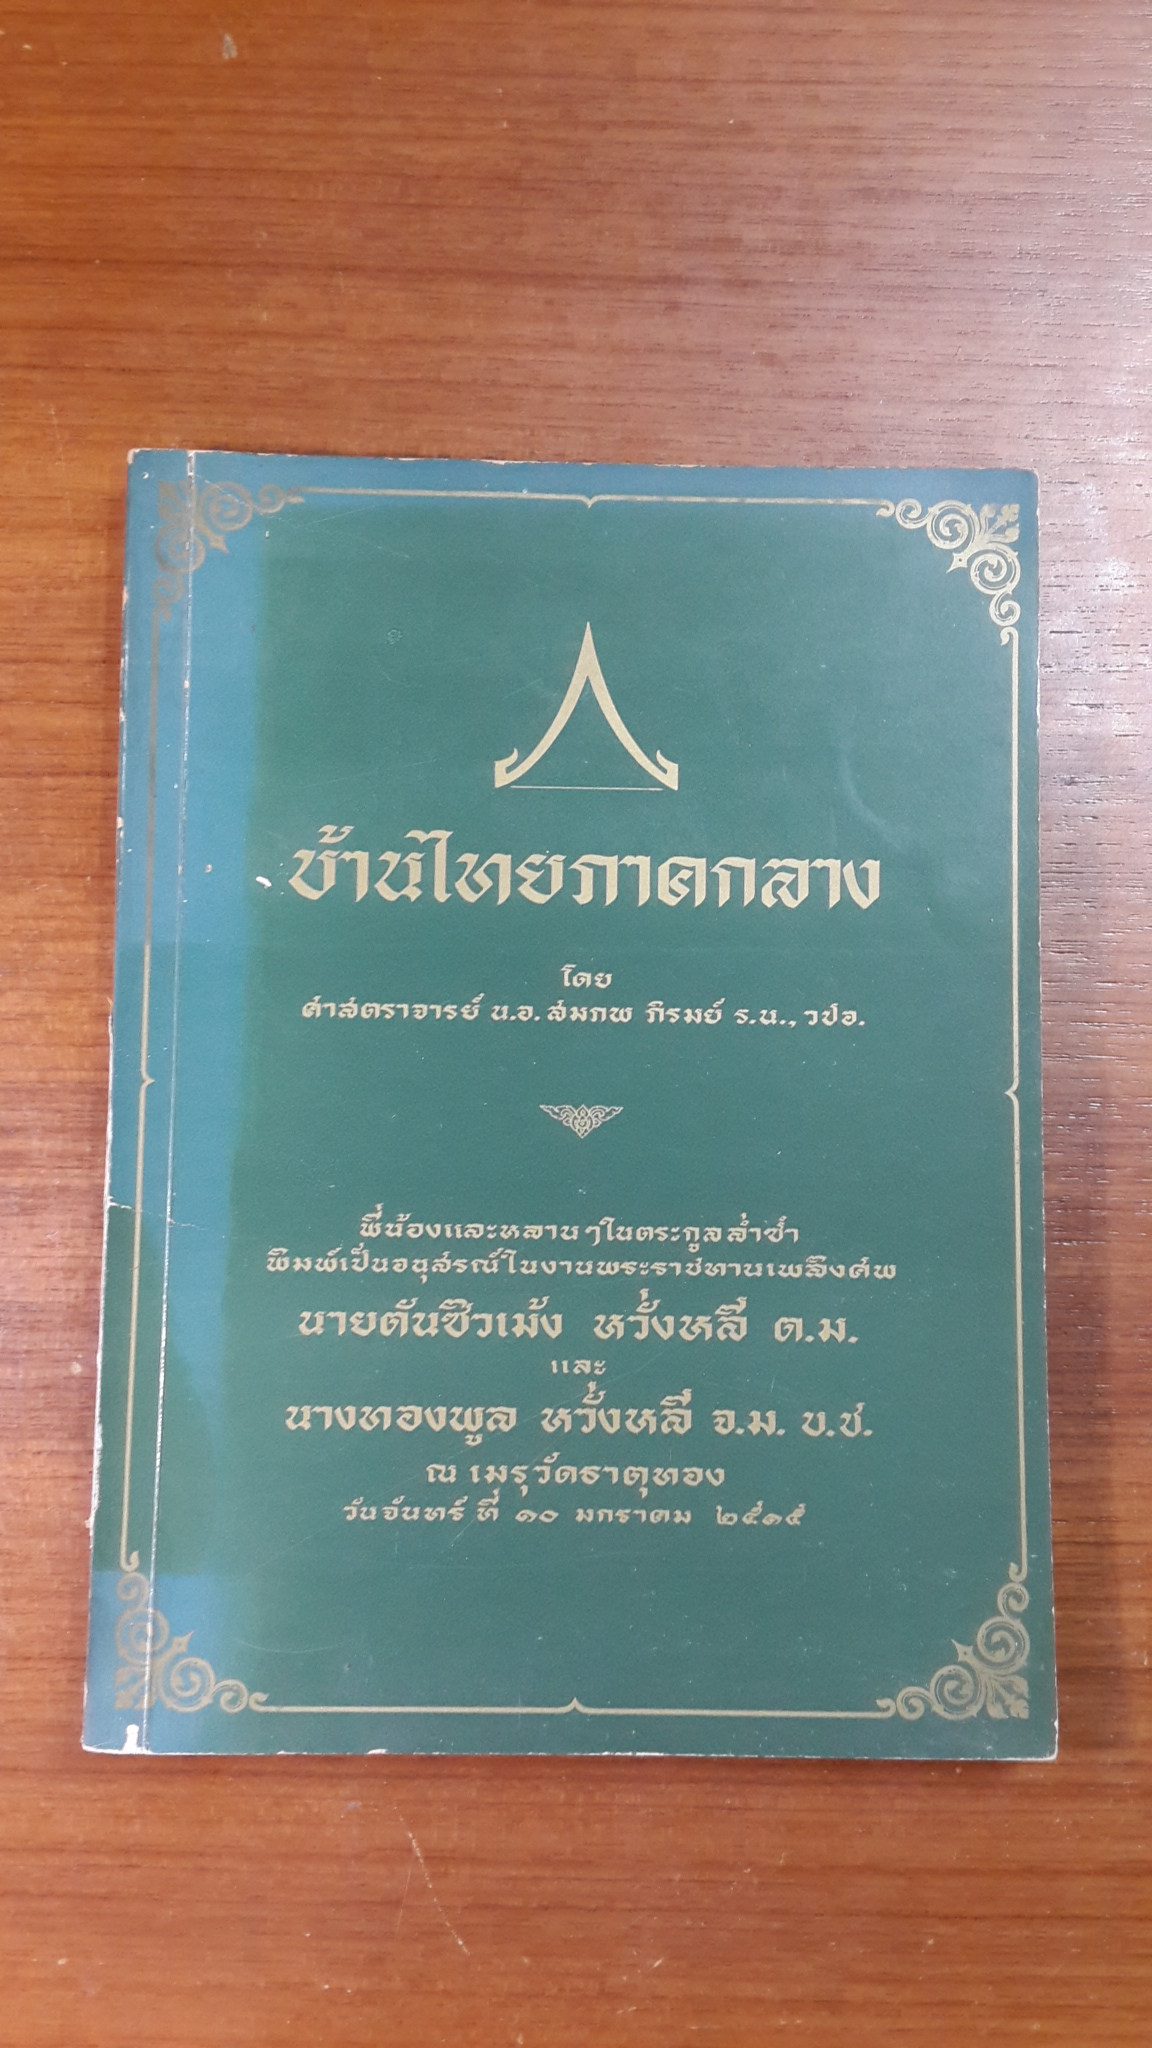 บ้านไทยภาคกลาง
โดย
ศาสตราจารย์ น.อ. สมภพ ภิรมย์ ร.น., วปอ.
พี่น้องและหลานๆในตระกูลล่ำซำ
พิมพ์เป็นอนุสรณ์ในงานพระราชทานเพลิงศพ
นายตันซิวเม้ง หวั่งหลี ต.ม.
และ
นางทองพูล หวั่งหลี จ.ม. บ.ช.
ณ เมรุวัดธาตุทอง
วันจันทร์ ที่ ๑๐ มกราคม ๒๕๑๕